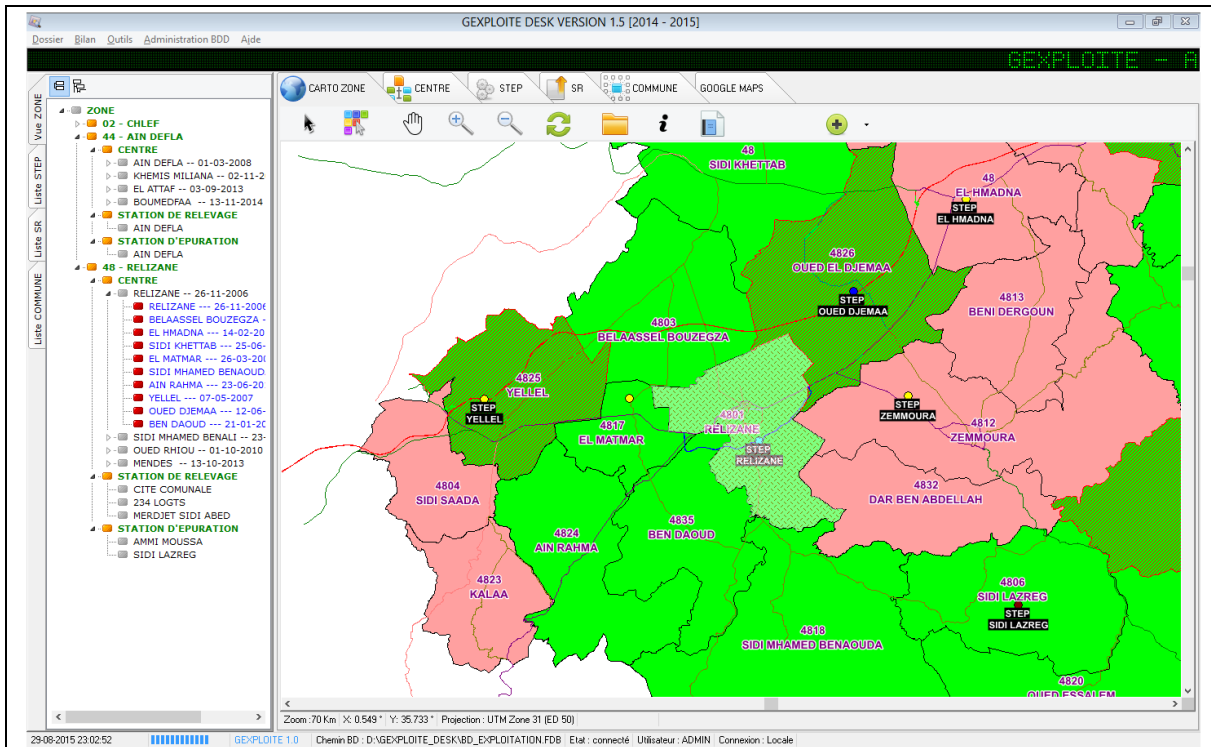 GEXPLOITE DESK VERSION 1.5 [2014 - 2015]
Dossier Bilan Outils Administration BDD Aide
GEXPLOITE - A
Vue ZONE
Liste STEP
Liste SR
Liste COMMUNE
ZONE
02 - CHLEF
44 - AIN DEFLA
CENTRE
AIN DEFLA -- 01-03-2008
KHEMIS MILIANA -- 02-11-2
EL ATTAF -- 03-09-2013
BOUMEDFAA -- 13-11-2014
STATION DE RELEVAGE
AIN DEFLA
STATION D'EPURATION
AIN DEFLA
48 - RELIZANE
CENTRE
RELIZANE -- 26-11-2006
RELIZANE --- 26-11-2006
BELAASSEL BOUZEGZA -
EL HMADNA --- 14-02-20
SIDI KHETTAB --- 25-06-
EL MATMAR --- 26-03-200
SIDI MHAMED BENAOUD
AIN RAHMA --- 23-06-20
YELLEL --- 07-05-2007
OUED DJEMAA --- 12-06-
BEN DAOUD --- 21-01-20
SIDI MHAMED BENALI -- 23-
OUED RHIOU -- 01-10-2010
MENDES -- 13-10-2013
STATION DE RELEVAGE
CITE COMUNALE
234 LOGTS
MERDJET SIDI ABED
STATION D'EPURATION
AMMI MOUSSA
SIDI LAZREG
CARTO ZONE CENTRE STEP SR COMMUNE GOOGLE MAPS
48
SIDI KHETTAB
48
EL HMADNA
STEP
EL HMADNA
4826
OUED EL DJEMAA
STEP
OUED DJEMAA
4813
BENI DERGOUN
4803
BELAASSEL BOUZEGZA
4825
YELLEL
STEP
YELLEL
4817
EL MATMAR
4801
RELIZANE
STEP
RELIZANE
STEP
ZEMMOURA
4812
ZEMMOURA
4804
SIDI SAADA
4832
DAR BEN ABDELLAH
4824
AIN RAHMA
4835
BEN DAOUD
4823
KALAA
4806
SIDI LAZREG
STEP
SIDI LAZREG
4818
SIDI MHAMED BENAOUDA
4820
OUED ESSALEM
Zoom :70 Km X: 0.549 ° Y: 35.733 ° Projection : UTM Zone 31 (ED 50)
29-08-2015 23:02:52 GEXPLOITE 1.0 Chemin BD : D:\GEXPLOITE_DESK\BD_EXPLOITATION.FDB Etat : connecté Utilisateur : ADMIN Connexion : Locale